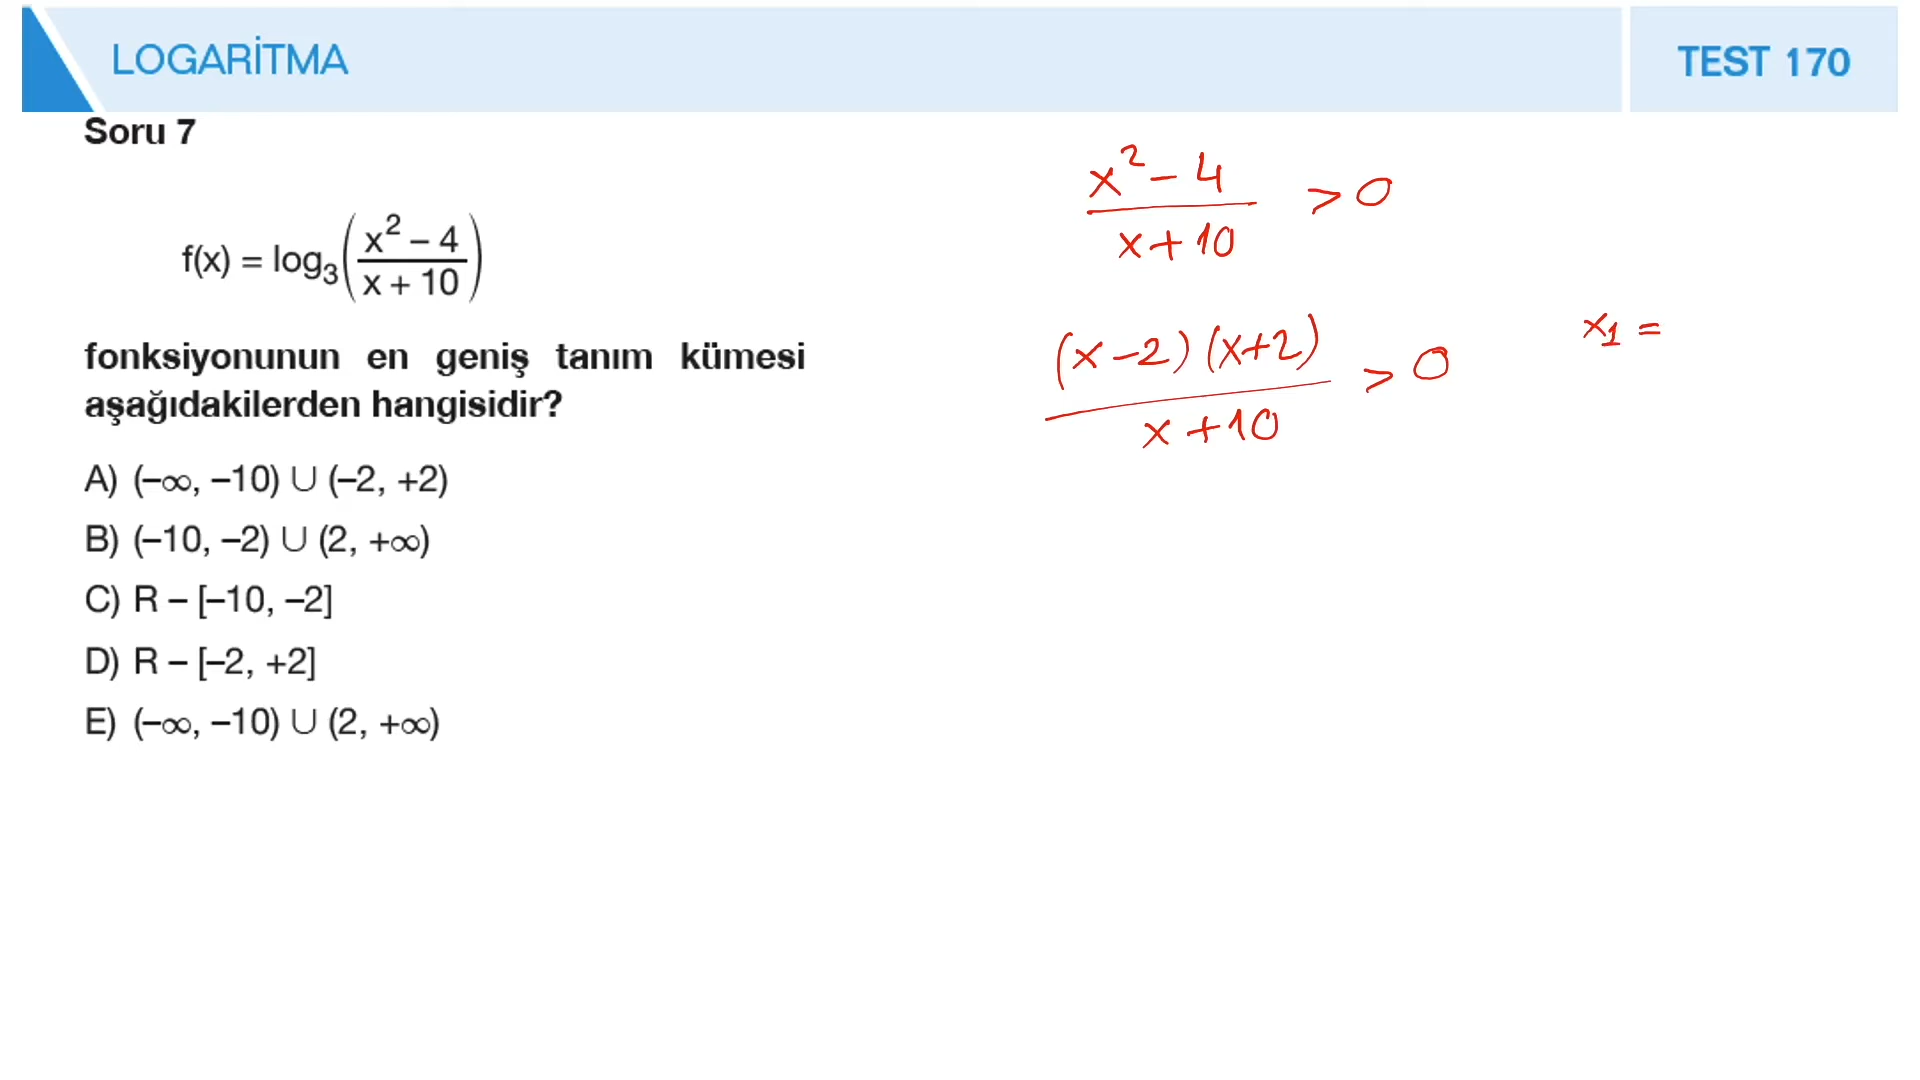 LOGARİTMA
TEST 170
Soru 7
f(x) = log₃((x² – 4)/(x + 10))
fonksiyonunun en geniş tanım kümesi
aşağıdakilerden hangisidir?
A) (–∞, –10) ∪ (–2, +2)
B) (–10, –2) ∪ (2, +∞)
C) R – [–10, –2]
D) R – [–2, +2]
E) (–∞, –10) ∪ (2, +∞)
(x² – 4)/(x + 10) > 0
((x – 2)(x + 2))/(x + 10) > 0
x₁ =